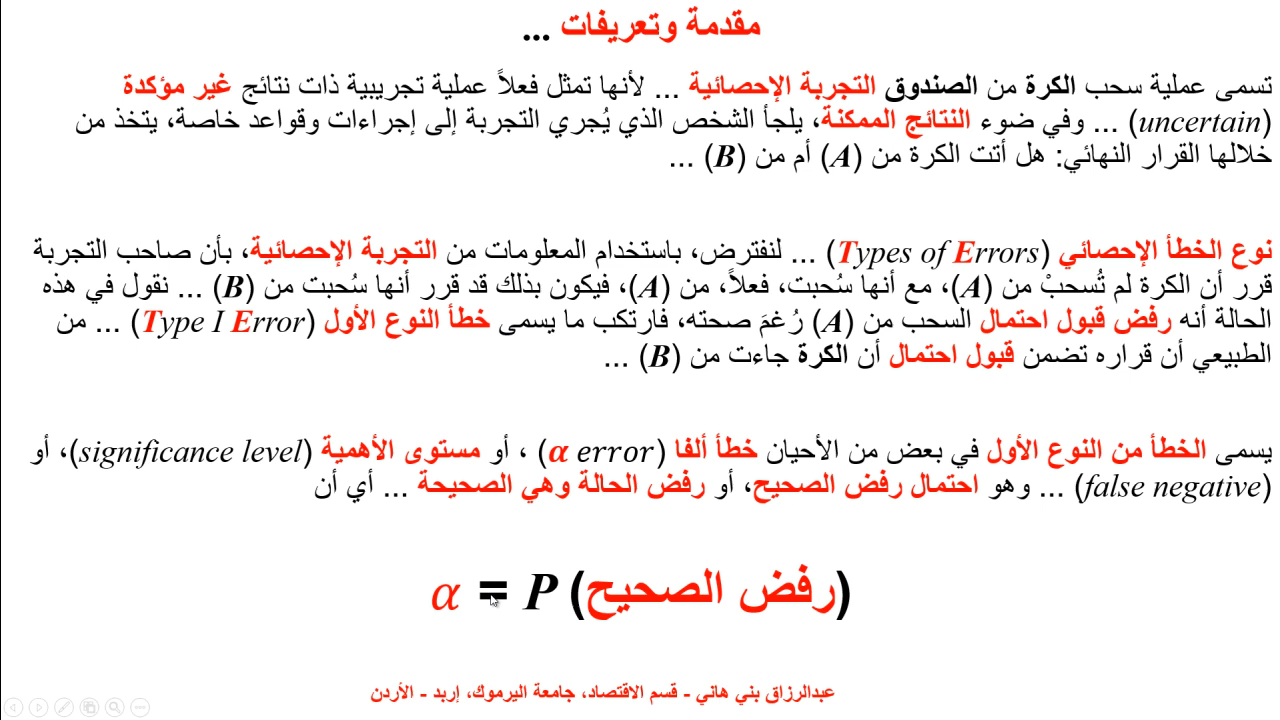 مقدمة وتعريفات ...
تسمى عملية سحب الكرة من الصندوق التجربة الإحصائية ... لأنها تمثل فعلاً عملية تجريبية ذات نتائج غير مؤكدة
(uncertain) ... وفي ضوء النتائج الممكنة، يلجأ الشخص الذي يُجري التجربة إلى إجراءات وقواعد خاصة، يتخذ من
خلالها القرار النهائي: هل أتت الكرة من (A) أم من (B) ...
نوع الخطأ الإحصائي (Types of Errors) ... لنفترض، باستخدام المعلومات من التجربة الإحصائية، بأن صاحب التجربة
قرر أن الكرة لم تُسحبْ من (A)، مع أنها سُحبت، فعلاً، من (A)، فيكون بذلك قد قرر أنها سُحبت من (B) ... نقول في هذه
الحالة أنه رفض قبول احتمال السحب من (A) رُغمَ صحته، فارتكب ما يسمى خطأ النوع الأول (Type I Error) ... من
الطبيعي أن قراره تضمن قبول احتمال أن الكرة جاءت من (B) ...
يسمى الخطأ من النوع الأول في بعض من الأحيان خطأ ألفا (α error) ، أو مستوى الأهمية (significance level)، أو
(false negative) ... وهو احتمال رفض الصحيح، أو رفض الحالة وهي الصحيحة ... أي أن
α = P (رفض الصحيح)
عبدالرزاق بني هاني - قسم الاقتصاد، جامعة اليرموك، إربد - الأردن